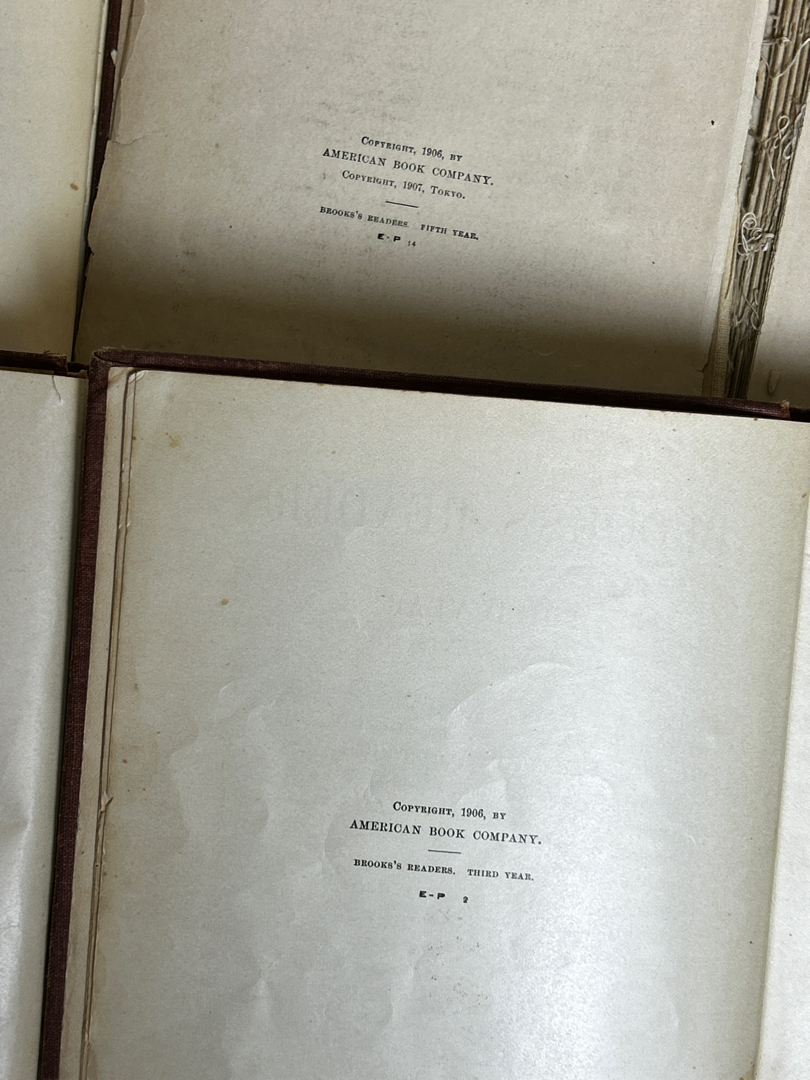 COPYRIGHT, 1906, BY
AMERICAN BOOK COMPANY.
COPYRIGHT, 1907, TOKYO.
BROOKS'S READERS. FIFTH YEAR.
E-P 14
COPYRIGHT, 1906, BY
AMERICAN BOOK COMPANY.
BROOKS'S READERS. THIRD YEAR.
E-P 2